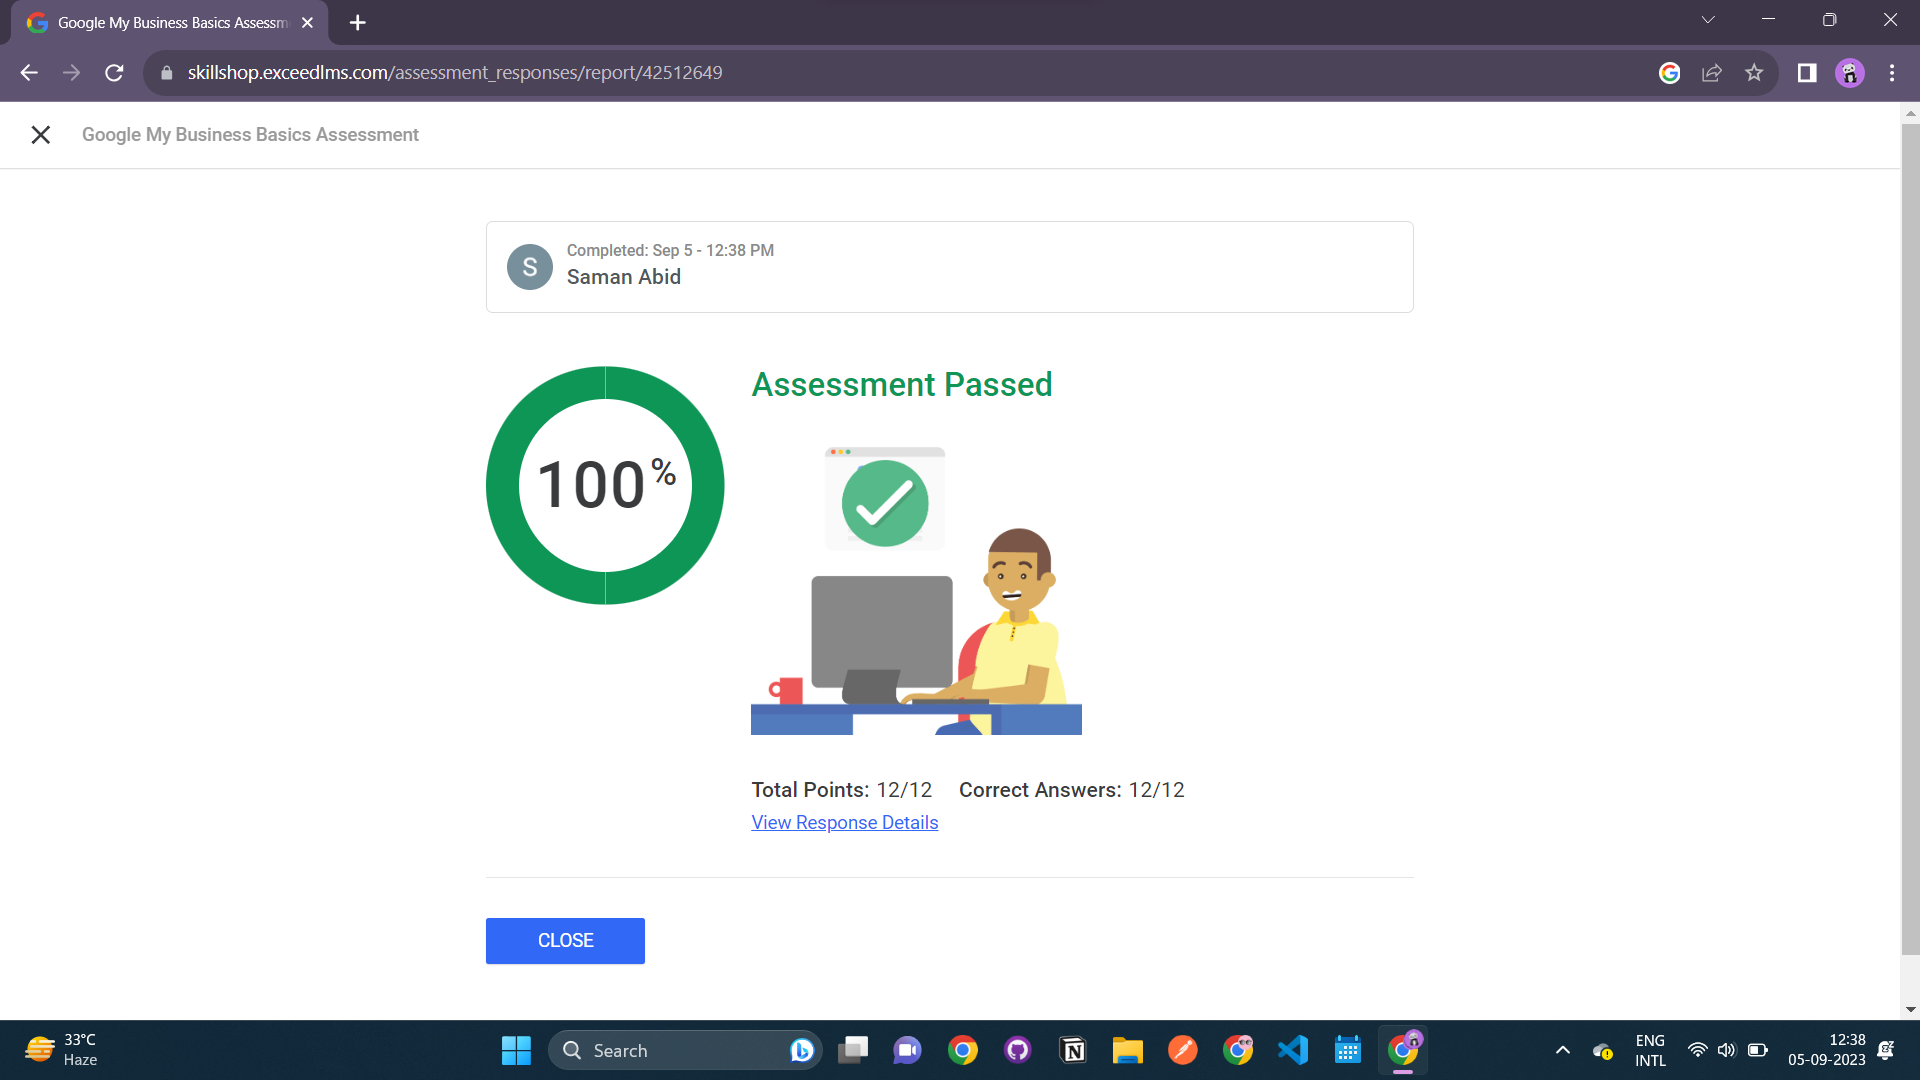 Google My Business Basics Assessm
skillshop.exceedlms.com/assessment_responses/report/42512649
Google My Business Basics Assessment
S
Completed: Sep 5 - 12:38 PM
Saman Abid
100%
Assessment Passed
Total Points: 12/12 Correct Answers: 12/12
View Response Details
CLOSE
33°C
Haze
Search
ENG
INTL
12:38
05-09-2023